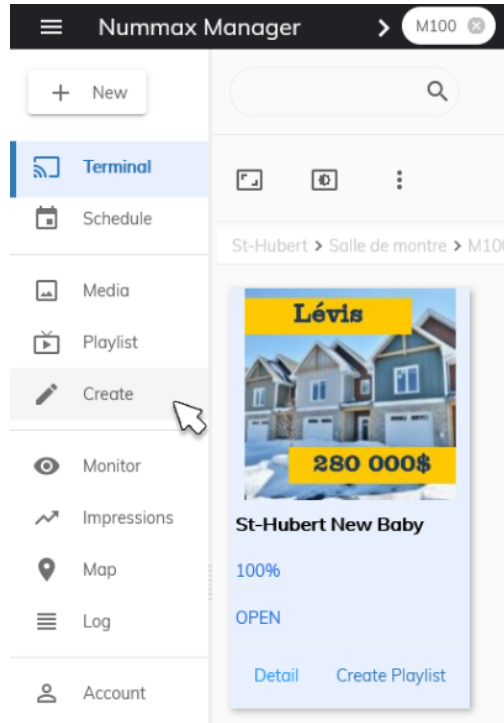 Nummax Manager
M100
New
Terminal
Schedule
Media
Playlist
Create
Monitor
Impressions
Map
Log
Account
St-Hubert > Salle de montre > M100
Lévis
280 000$
St-Hubert New Baby
100%
OPEN
Detail
Create Playlist